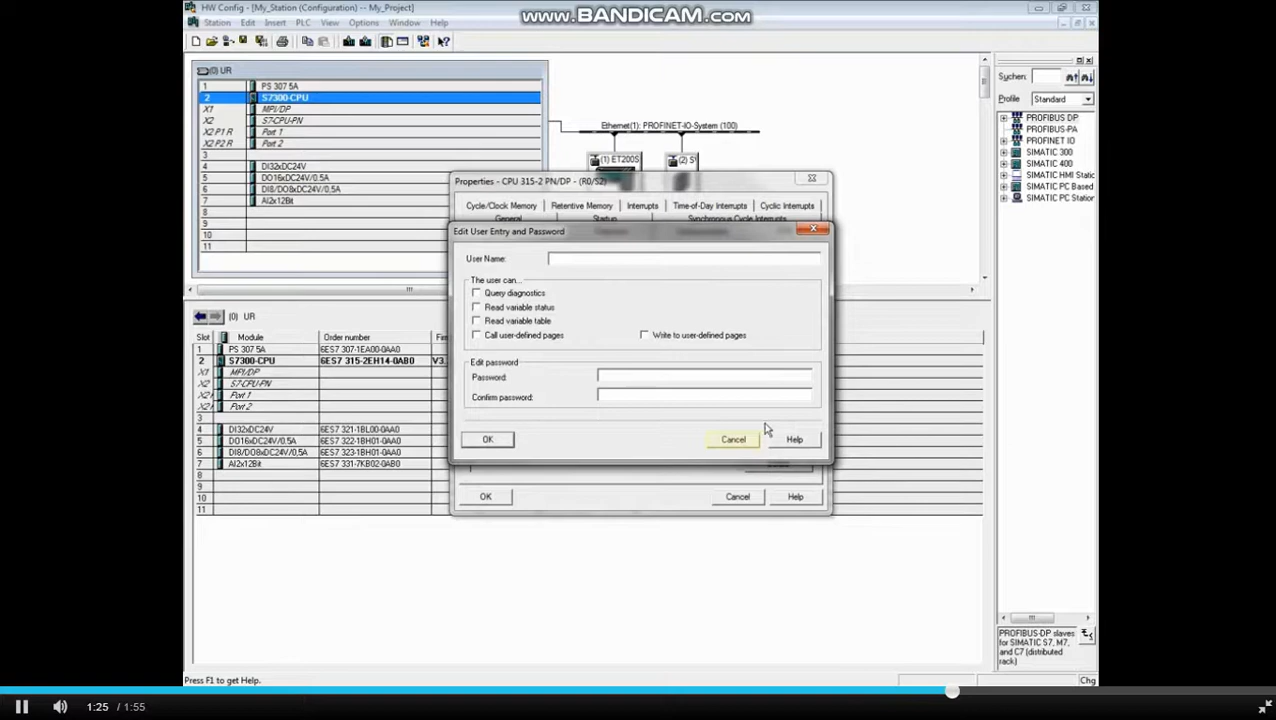 HW Config - My_Station (Configuration) -- My_Project]
www.BANDICAM.com
Station Edit Insert PLC View Options Window Help
(0) UR
1 PS 307 5A
2 S7300-CPU
X1 MPI/DP
X2 S7-CPU-PN
X2 P1 R Port 1
X2 P2 R Port 2
3
4 DI32xDC24V
5 DO16xDC24V/0.5A
6 DI8/DO8xDC24V/0,5A
7 AI2x12Bit
8
9
10
11
Ethernet(1): PROFINET-IO-System (100)
(1) ET200S
Suchen:
Profile Standard
PROFIBUS DP
PROFIBUS-PA
PROFINET IO
SIMATIC 300
SIMATIC 400
SIMATIC HMI Static
SIMATIC PC Based
SIMATIC PC Station
Properties - CPU 315-2 PN/DP - (R0/S2)
Cycle/Clock Memory Retentive Memory Interrupts Time-of-Day Interrupts Cyclic Interrupts
General Startup Synchronous Cycle Interrupts
Edit User Entry and Password
User Name:
The user can...
Query diagnostics
Read variable status
Read variable table
Call user-defined pages Write to user-defined pages
Edit password
Password:
Confirm password:
OK Cancel Help
OK Cancel Help
(0) UR
Slot Module Order number
1 PS 307 5A 6ES7 307-1EA00-0AA0
2 S7300-CPU 6ES7 315-2EH14-0AB0 V3.
X1 MPI/DP
X2 S7-CPU-PN
X2 Port 1
X2 Port 2
3
4 DI32xDC24V 6ES7 321-1BL00-0AA0
5 DO16xDC24V/0.5A 6ES7 322-1BH01-0AA0
6 DI8/DO8xDC24V/0,5A 6ES7 323-1BH01-0AA0
7 AI2x12Bit 6ES7 331-7KB02-0AB0
8
9
10
11
PROFIBUS-DP slaves
for SIMATIC S7, M7,
and C7 (distributed
rack)
Press F1 to get Help.
Chg
1:25 / 1:55